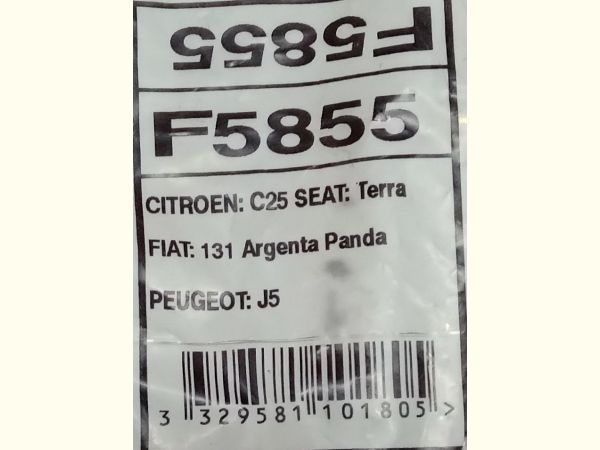 F5855
F5855
CITROEN: C25 SEAT: Terra
FIAT: 131 Argenta Panda
PEUGEOT: J5
3 329581 101805 >